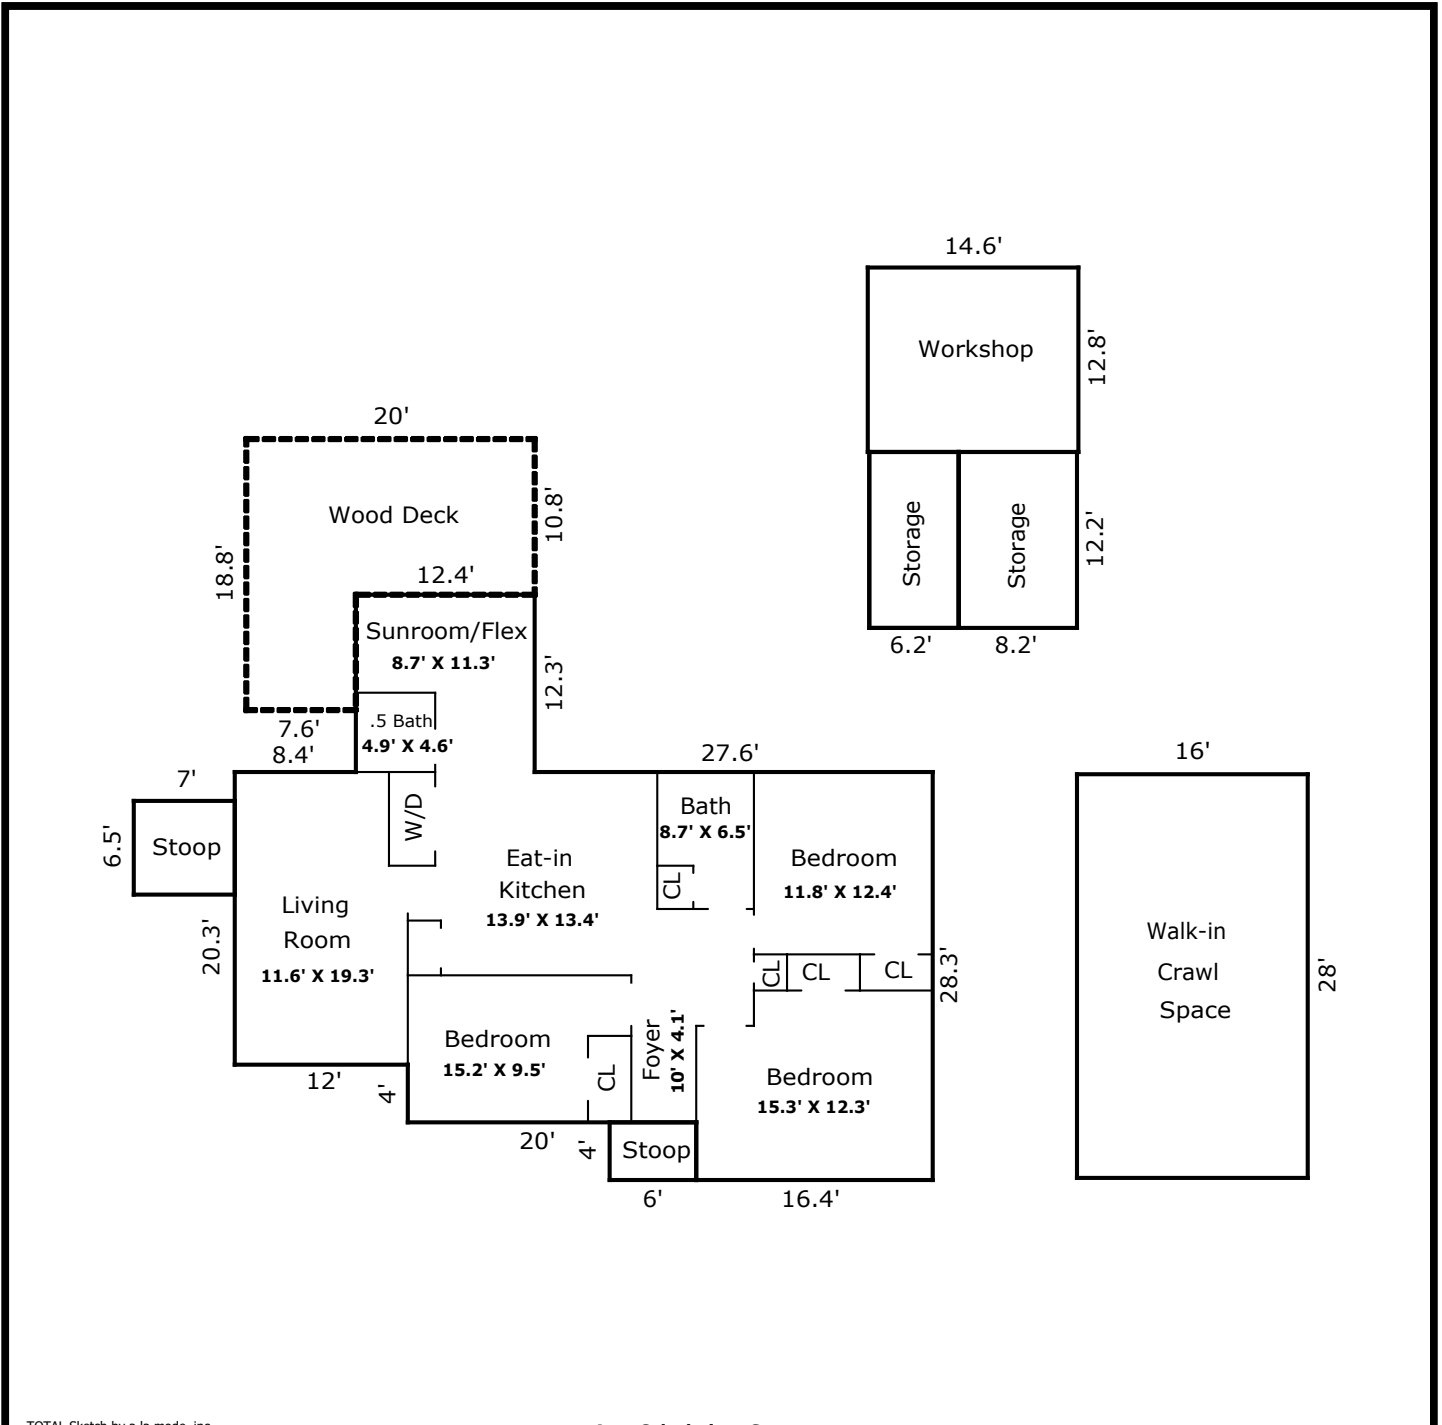 14.6'
Workshop
12.8'
20'
Wood Deck
10.8'
18.8'
12.4'
Storage
Storage
12.2'
6.2'
8.2'
Sunroom/Flex
8.7' X 11.3'
12.3'
.5 Bath
4.9' X 4.6'
7.6'
8.4'
27.6'
16'
7'
6.5'
Stoop
W/D
Bath
8.7' X 6.5'
Eat-in
Kitchen
13.9' X 13.4'
CL
Bedroom
11.8' X 12.4'
Living
Room
11.6' X 19.3'
20.3'
CL
CL
CL
28.3'
Walk-in
Crawl
Space
28'
Bedroom
15.2' X 9.5'
CL
Foyer
10' X 4.1'
Bedroom
15.3' X 12.3'
12'
4'
20'
4'
Stoop
6'
16.4'